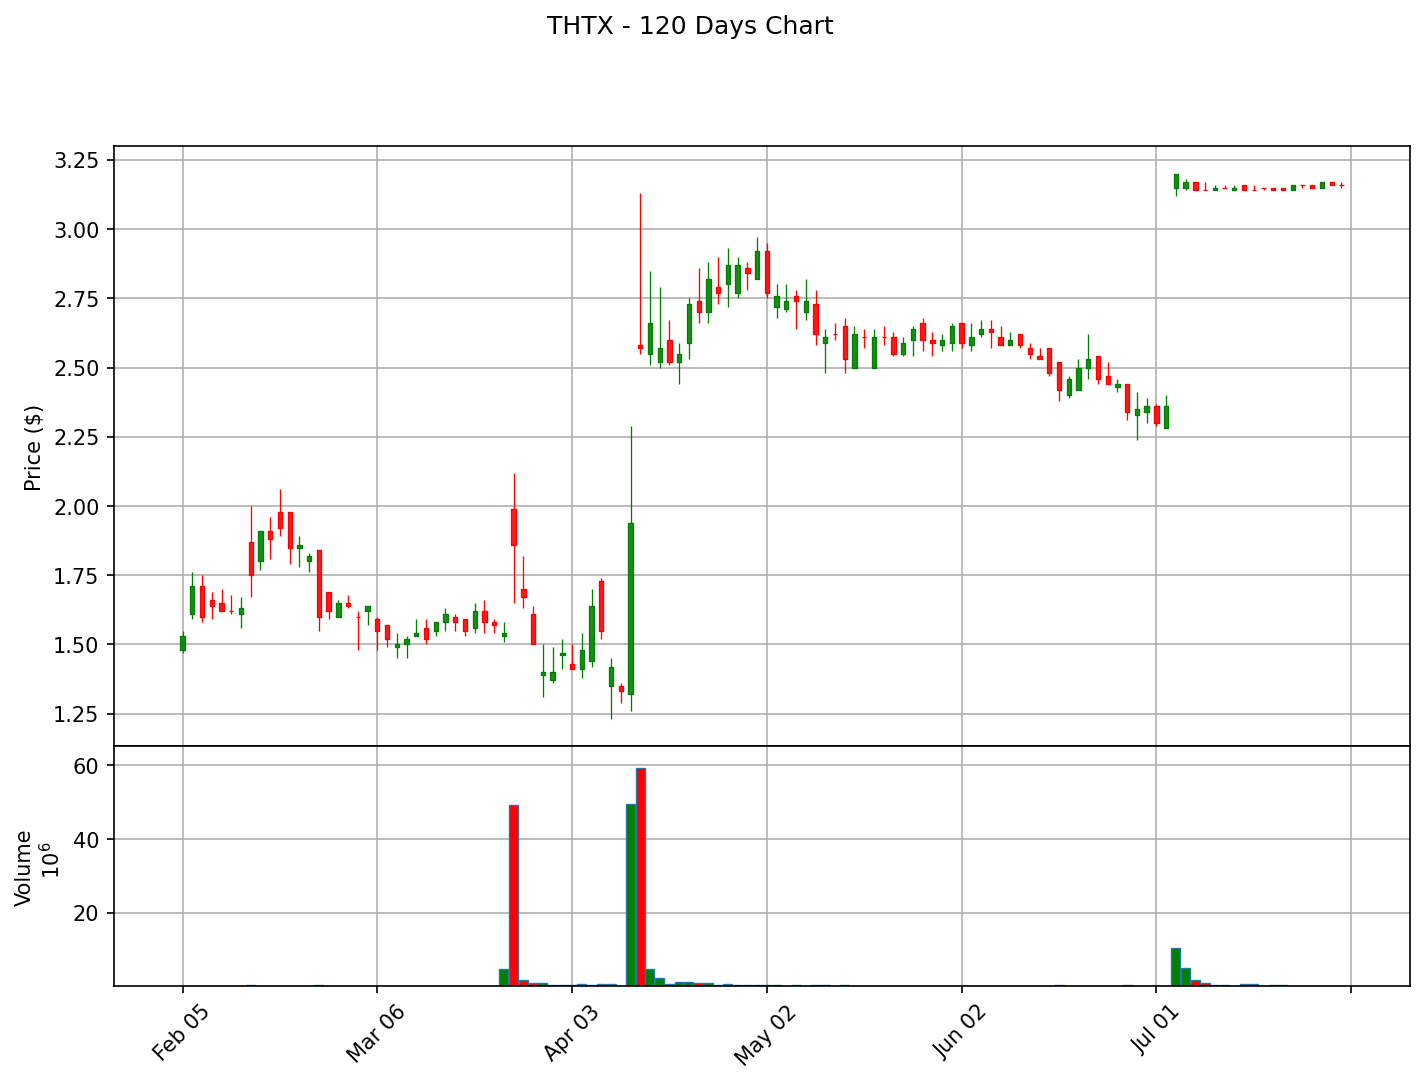 THTX - 120 Days Chart
3.25
3.00
2.75
2.50
2.25
2.00
1.75
1.50
1.25
Price ($)
60
40
20
Volume
10⁶
Feb 05
Mar 06
Apr 03
May 02
Jun 02
Jul 01